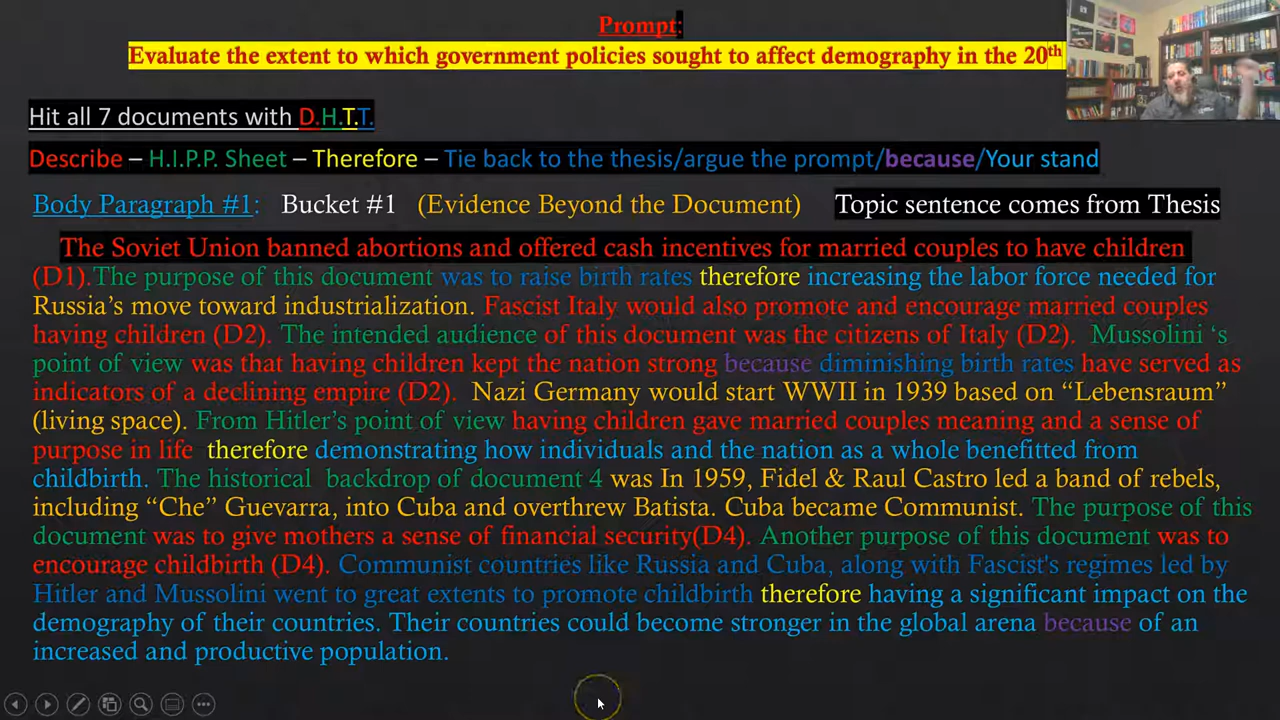 Prompt:
Evaluate the extent to which government policies sought to affect demography in the 20th
Hit all 7 documents with D.H.T.T.
Describe – H.I.P.P. Sheet – Therefore – Tie back to the thesis/argue the prompt/because/Your stand
Body Paragraph #1: Bucket #1 (Evidence Beyond the Document) Topic sentence comes from Thesis
The Soviet Union banned abortions and offered cash incentives for married couples to have children
(D1).The purpose of this document was to raise birth rates therefore increasing the labor force needed for
Russia's move toward industrialization. Fascist Italy would also promote and encourage married couples
having children (D2). The intended audience of this document was the citizens of Italy (D2). Mussolini 's
point of view was that having children kept the nation strong because diminishing birth rates have served as
indicators of a declining empire (D2). Nazi Germany would start WWII in 1939 based on “Lebensraum”
(living space). From Hitler's point of view having children gave married couples meaning and a sense of
purpose in life therefore demonstrating how individuals and the nation as a whole benefitted from
childbirth. The historical backdrop of document 4 was In 1959, Fidel & Raul Castro led a band of rebels,
including “Che” Guevarra, into Cuba and overthrew Batista. Cuba became Communist. The purpose of this
document was to give mothers a sense of financial security(D4). Another purpose of this document was to
encourage childbirth (D4). Communist countries like Russia and Cuba, along with Fascist's regimes led by
Hitler and Mussolini went to great extents to promote childbirth therefore having a significant impact on the
demography of their countries. Their countries could become stronger in the global arena because of an
increased and productive population.